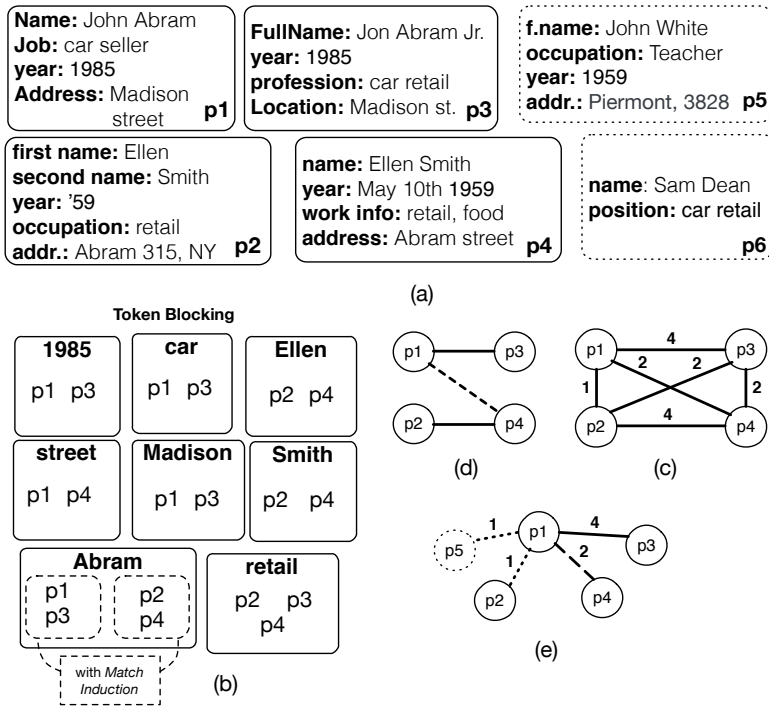 Name: John Abram
Job: car seller
year: 1985
Address: Madison
street
p1
FullName: Jon Abram Jr.
year: 1985
profession: car retail
Location: Madison st.
p3
f.name: John White
occupation: Teacher
year: 1959
addr.: Piermont, 3828
p5
first name: Ellen
second name: Smith
year: '59
occupation: retail
addr.: Abram 315, NY
p2
name: Ellen Smith
year: May 10th 1959
work info: retail, food
address: Abram street
p4
name: Sam Dean
position: car retail
p6
(a)
Token Blocking
1985
p1 p3
car
p1 p3
Ellen
p2 p4
street
p1 p4
Madison
p1 p3
Smith
p2 p4
Abram
p1
p3
p2
p4
retail
p2 p3
p4
with Match
Induction
(b)
p1
p3
p2
p4
(d)
p1
4
p3
1
2
2
2
p2
4
p4
(c)
p5
1
p1
4
p3
1
2
p2
p4
(e)